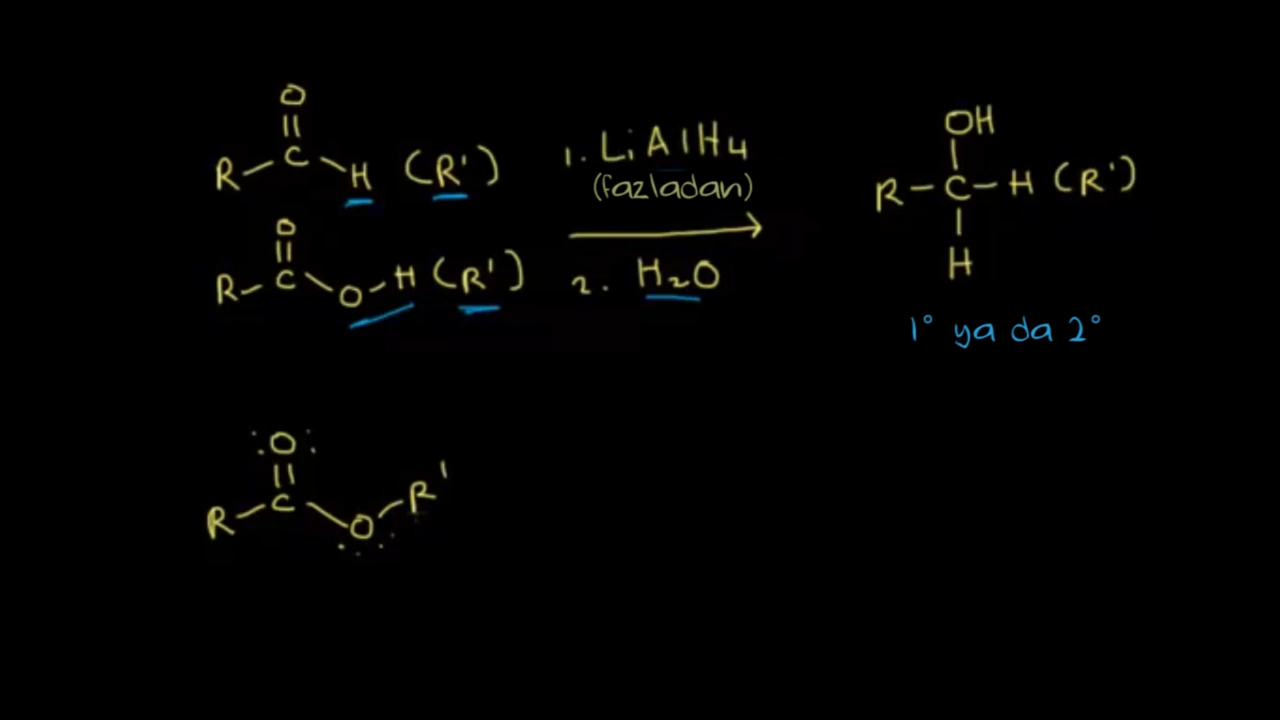 O
||
R - C - H (R')
O
||
R - C - O - H (R')
1. LiAlH4
(fazladan)
2. H2O
OH
|
R - C - H (R')
|
H
1° ya da 2°
:O:
||
R - C - O - R'